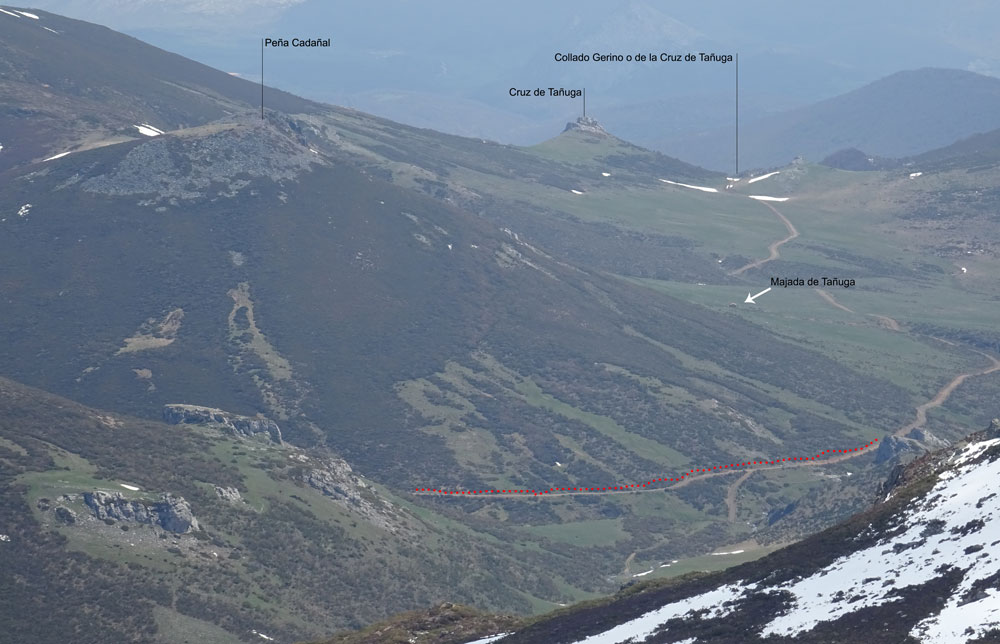 Peña Cadañal
Collado Gerino o de la Cruz de Tañuga
Cruz de Tañuga
Majada de Tañuga